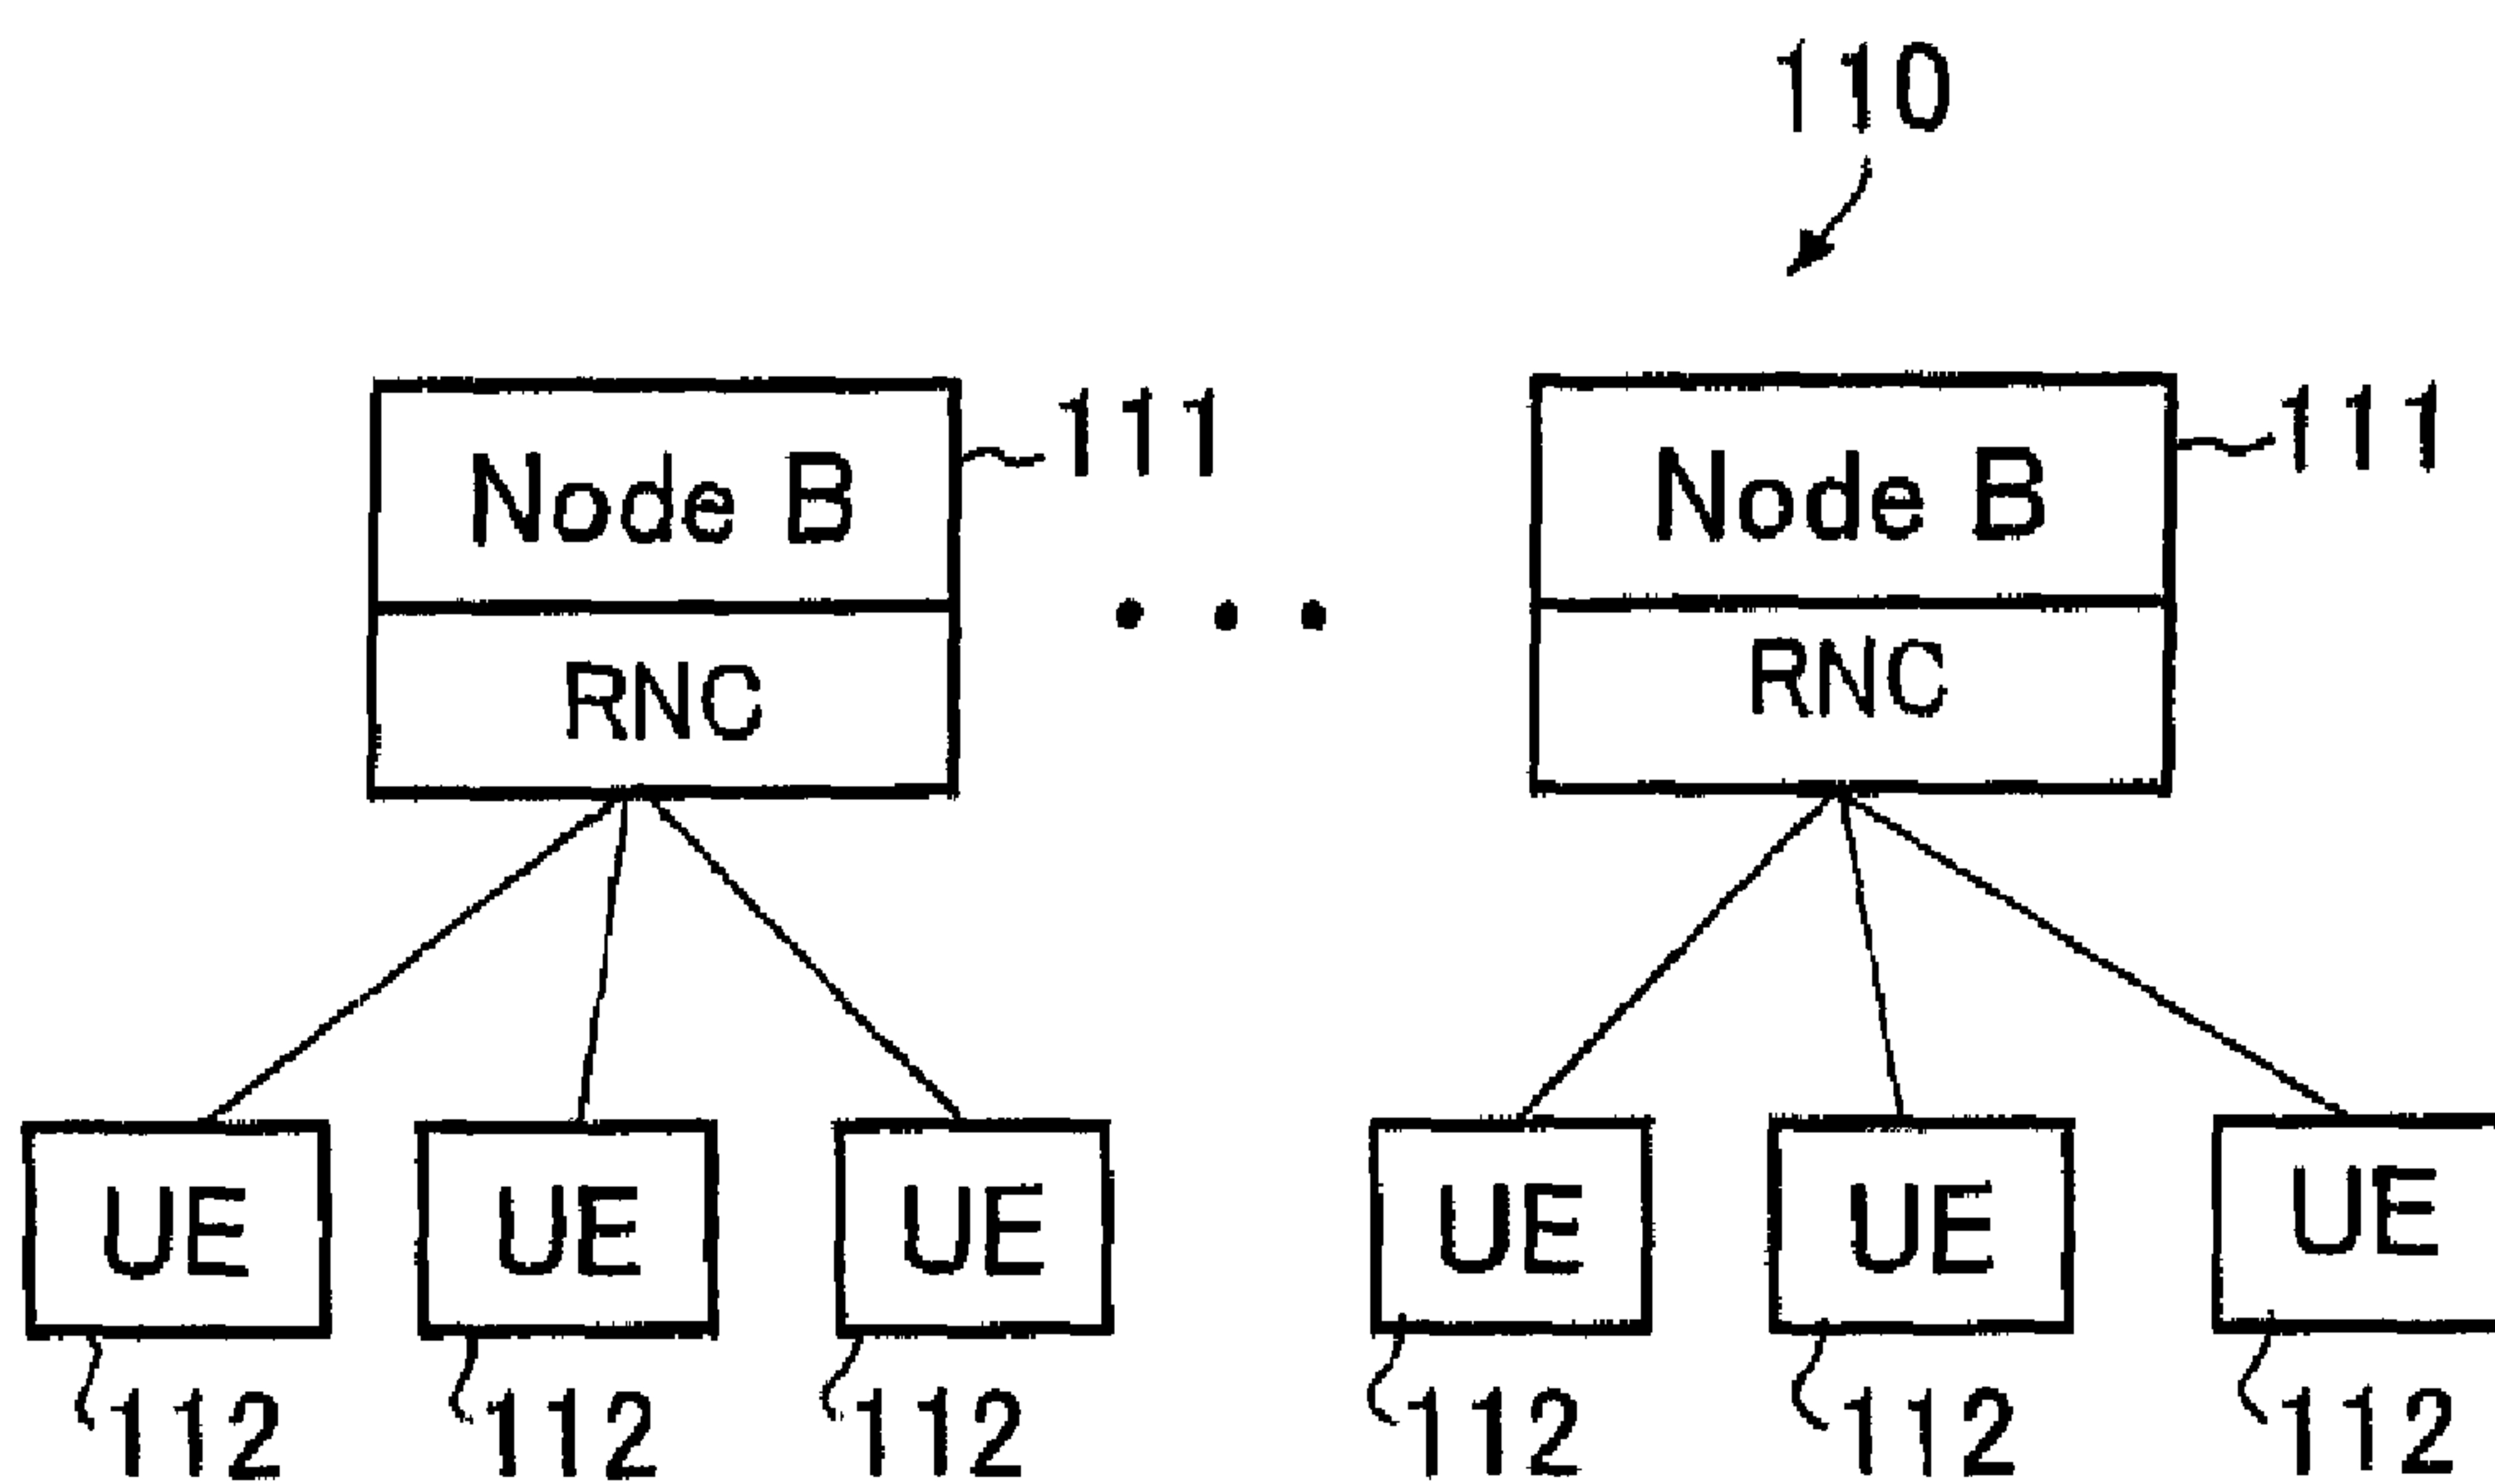 110
Node B 111 Node B 111
RNC RNC
UE UE UE UE UE UE
112 112 112 112 112 112